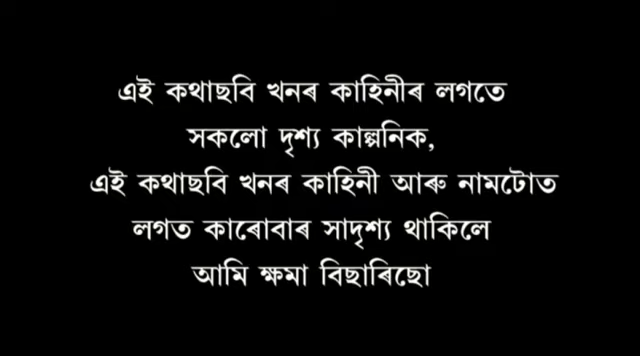 এই কথাছবি খনৰ কাহিনীৰ লগতে
সকলো দৃশ্য কাল্পনিক,
এই কথাছবি খনৰ কাহিনী আৰু নামটোত
লগত কাৰোবাৰ সাদৃশ্য থাকিলে
আমি ক্ষমা বিছাৰিছো